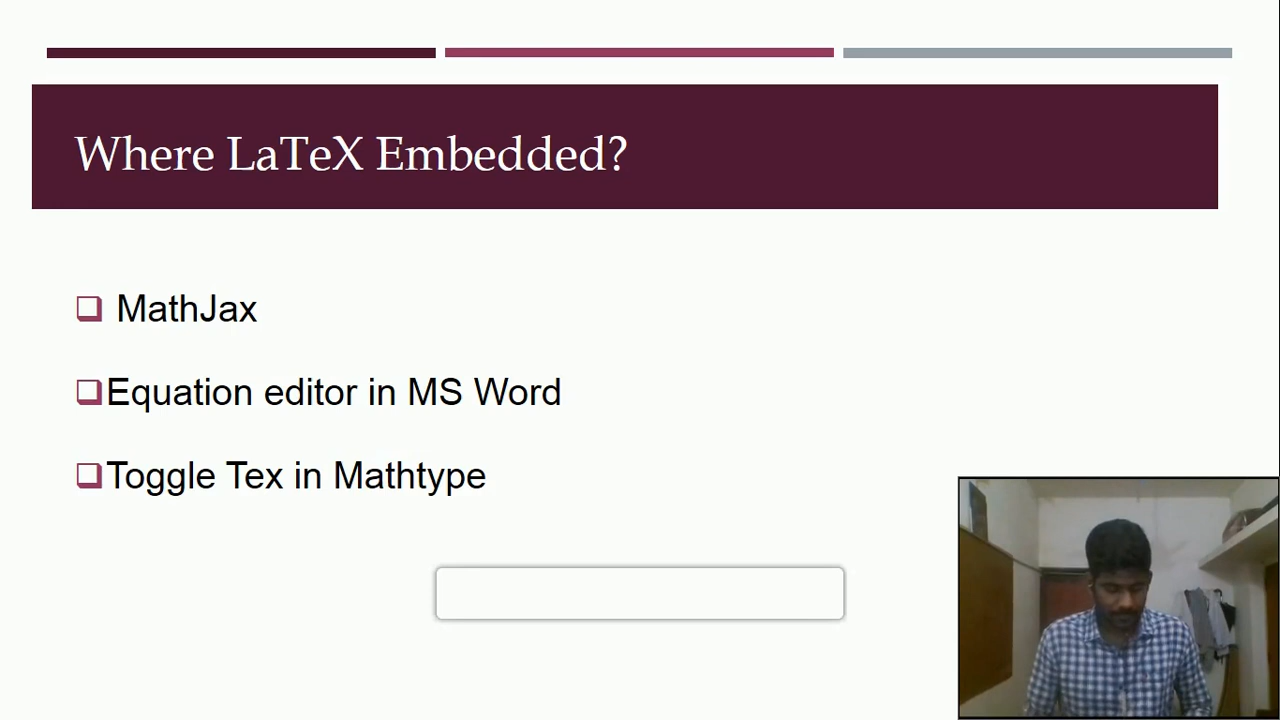 Where LaTeX Embedded?
MathJax
Equation editor in MS Word
Toggle Tex in Mathtype